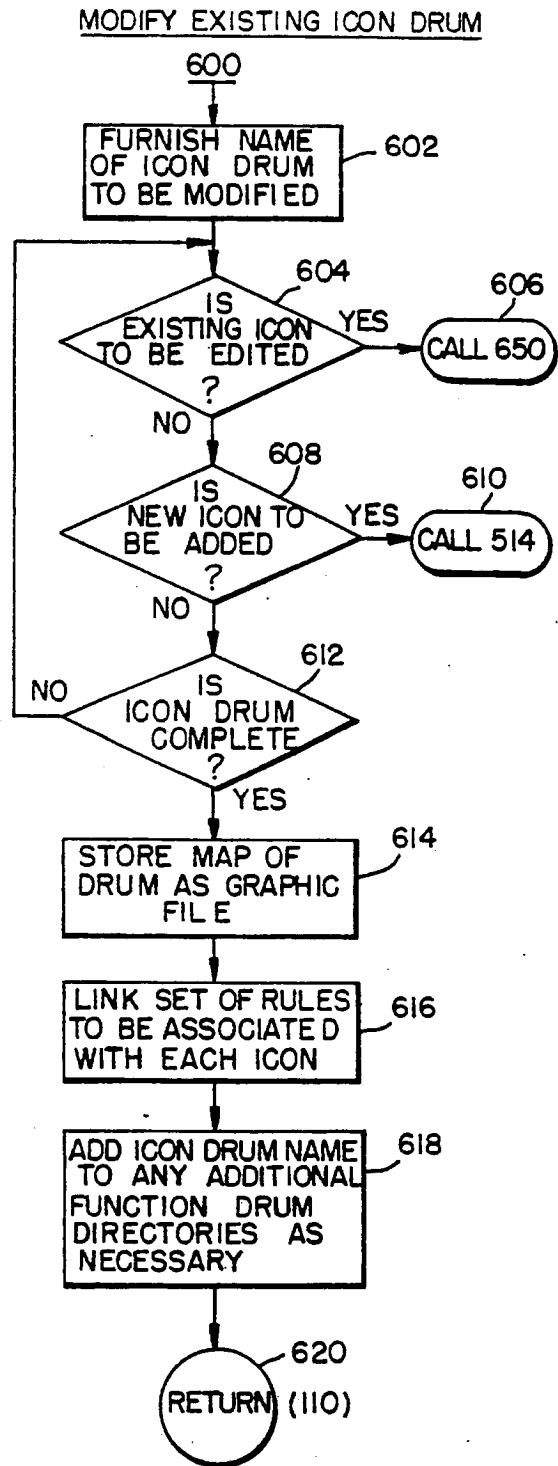 MODIFY EXISTING ICON DRUM
600
FURNISH NAME
OF ICON DRUM
TO BE MODIFIED
602
604
IS
EXISTING ICON
TO BE EDITED
?
YES
606
CALL 650
NO
608
IS
NEW ICON TO
BE ADDED
?
YES
610
CALL 514
NO
612
IS
ICON DRUM
COMPLETE
?
NO
YES
STORE MAP OF
DRUM AS GRAPHIC
FILE
614
LINK SET OF RULES
TO BE ASSOCIATED
WITH EACH ICON
616
ADD ICON DRUM NAME
TO ANY ADDITIONAL
FUNCTION DRUM
DIRECTORIES AS
NECESSARY
618
620
RETURN (110)